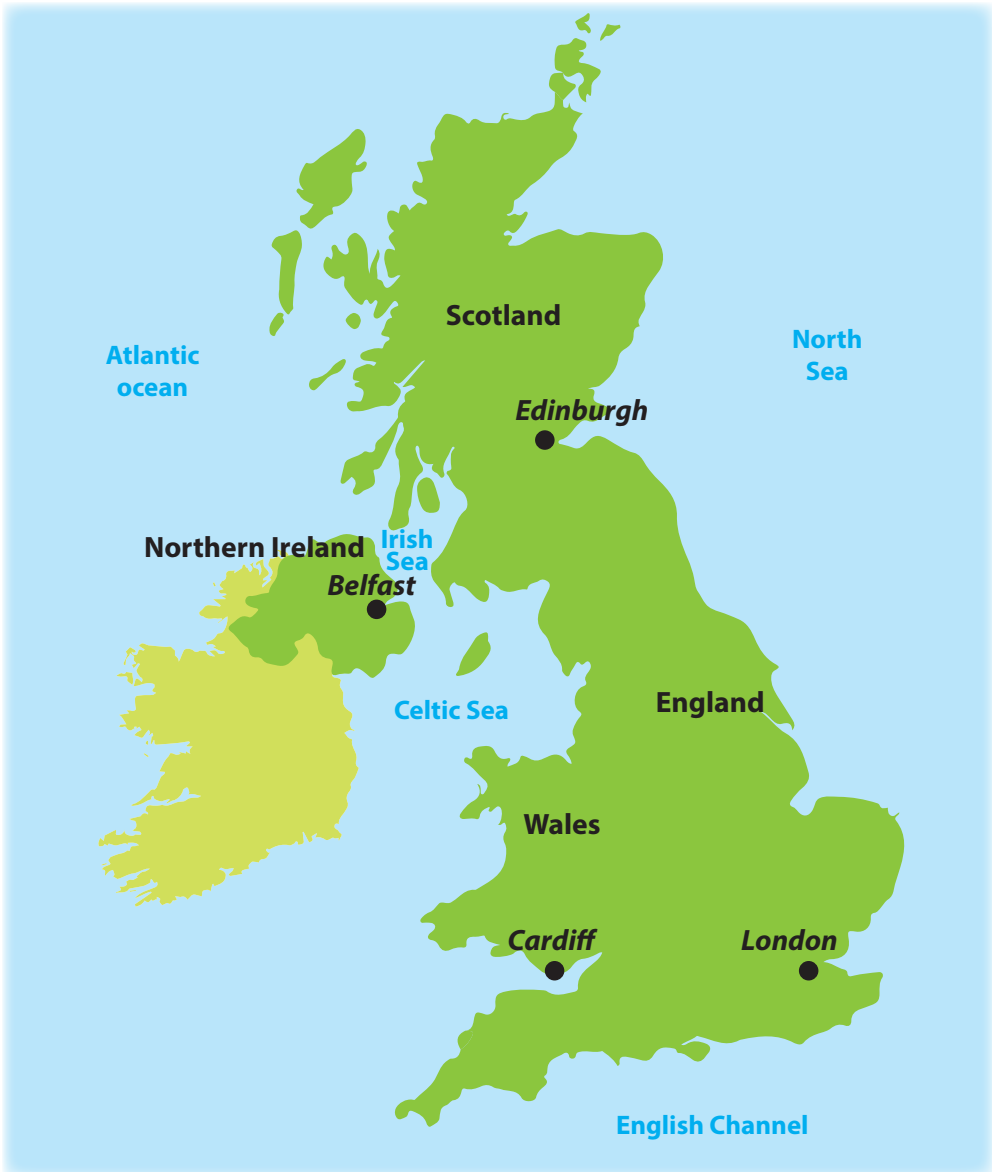 Scotland
Atlantic
ocean
North
Sea
Edinburgh
Northern Ireland
Irish
Sea
Belfast
England
Celtic Sea
Wales
Cardiff
London
English Channel